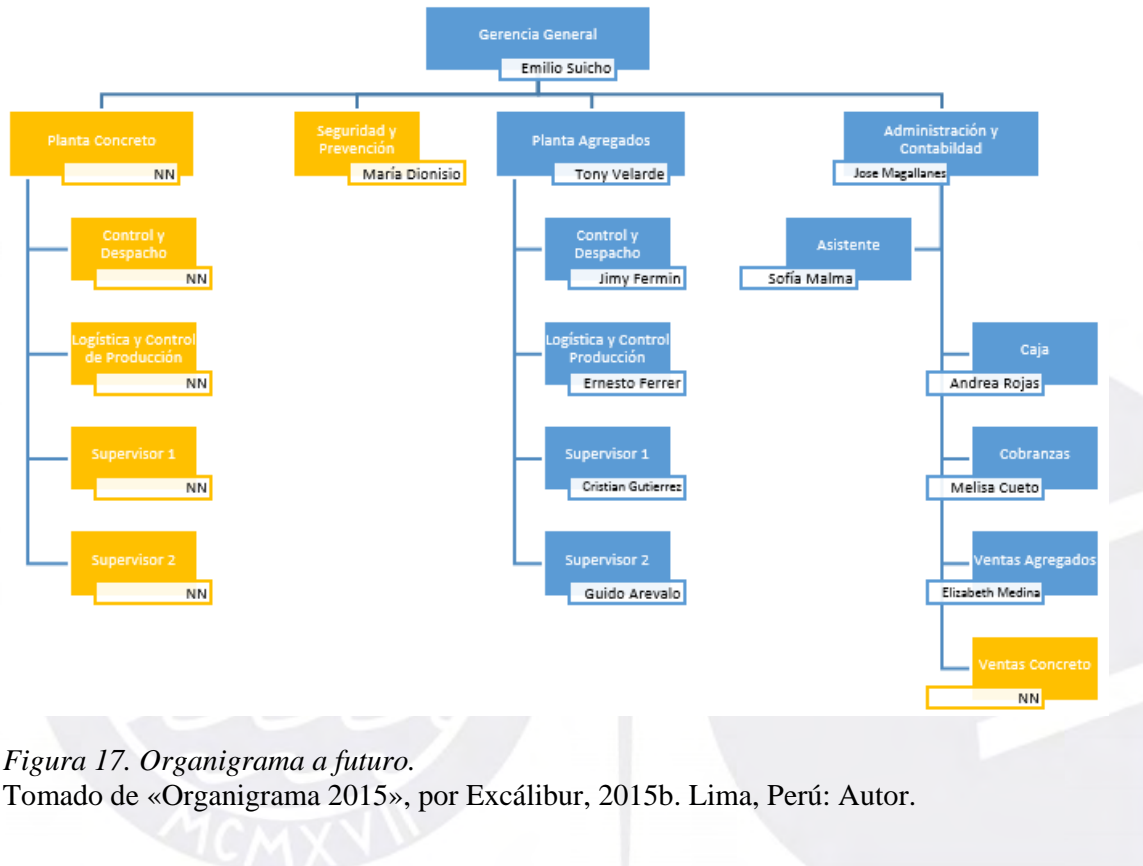 Gerencia General
Emilio Suicho
Planta Concreto
NN
Seguridad y
Prevención
María Dionisio
Planta Agregados
Tony Velarde
Administración y
Contabildad
Jose Magallanes
Control y
Despacho
NN
Control y
Despacho
Jimy Fermin
Asistente
Sofía Malma
Logística y Control
de Producción
NN
Logística y Control
Producción
Ernesto Ferrer
Caja
Andrea Rojas
Supervisor 1
NN
Supervisor 1
Cristian Gutierrez
Cobranzas
Melisa Cueto
Supervisor 2
NN
Supervisor 2
Guido Arevalo
Ventas Agregados
Elizabeth Medina
Ventas Concreto
NN
Figura 17. Organigrama a futuro.
Tomado de «Organigrama 2015», por Excálibur, 2015b. Lima, Perú: Autor.
MCMXVII